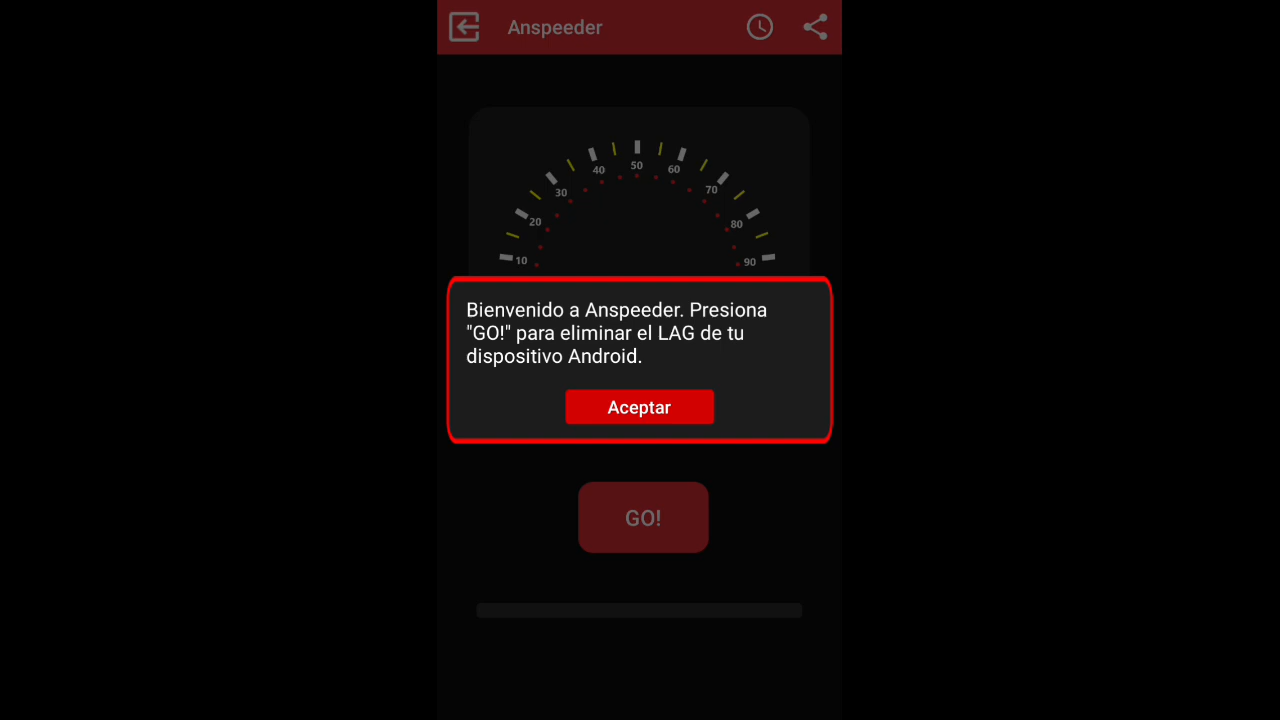 Anspeeder
10
20
30
40
50
60
70
80
90
Bienvenido a Anspeeder. Presiona
"GO!" para eliminar el LAG de tu
dispositivo Android.
Aceptar
GO!